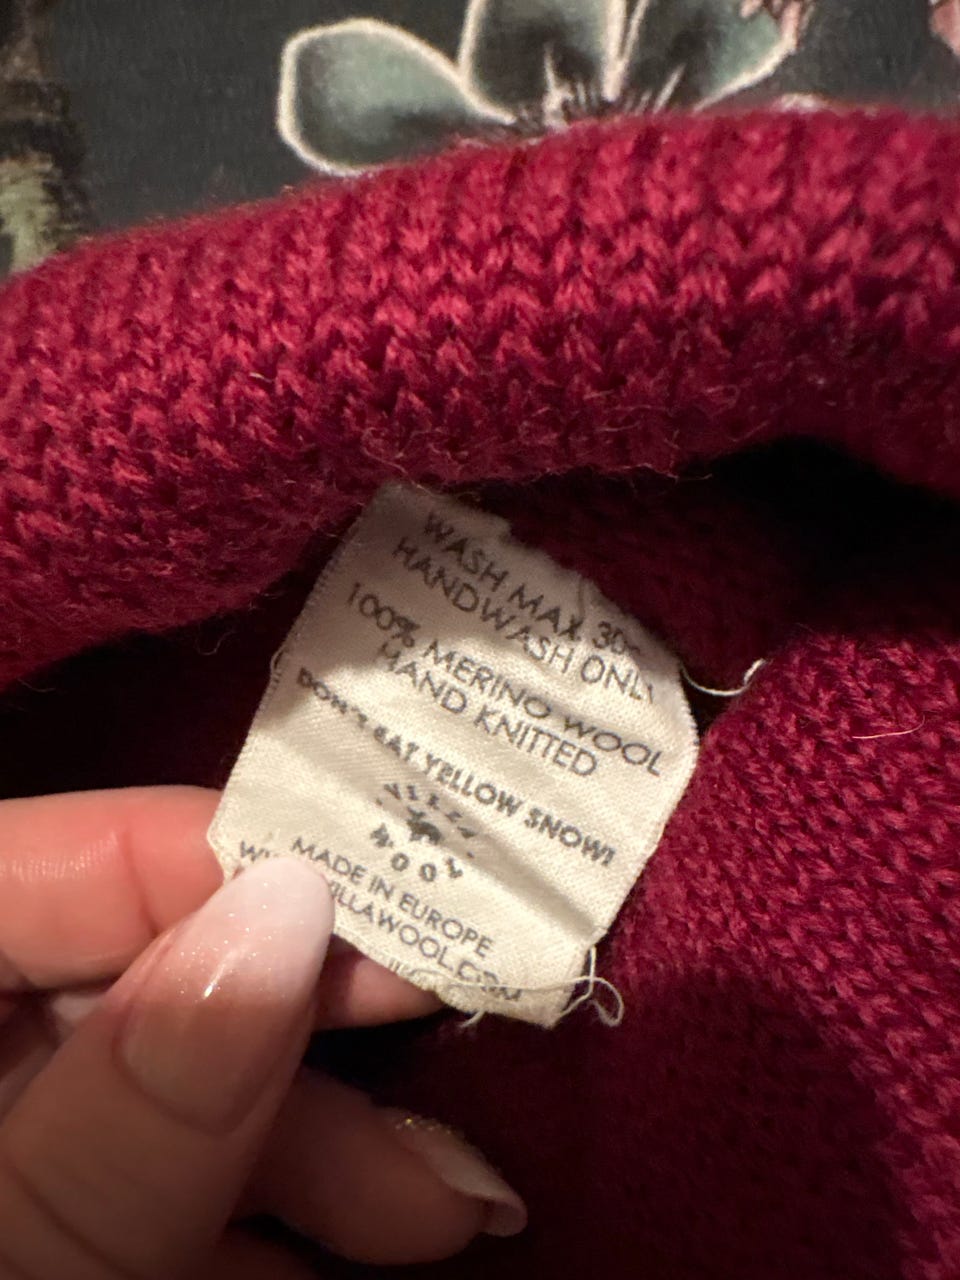 WASH MAX 30°
HANDWASH ONLY
100% MERINO WOOL
HAND KNITTED
DON'T EAT YELLOW SNOW!
MADE IN EUROPE